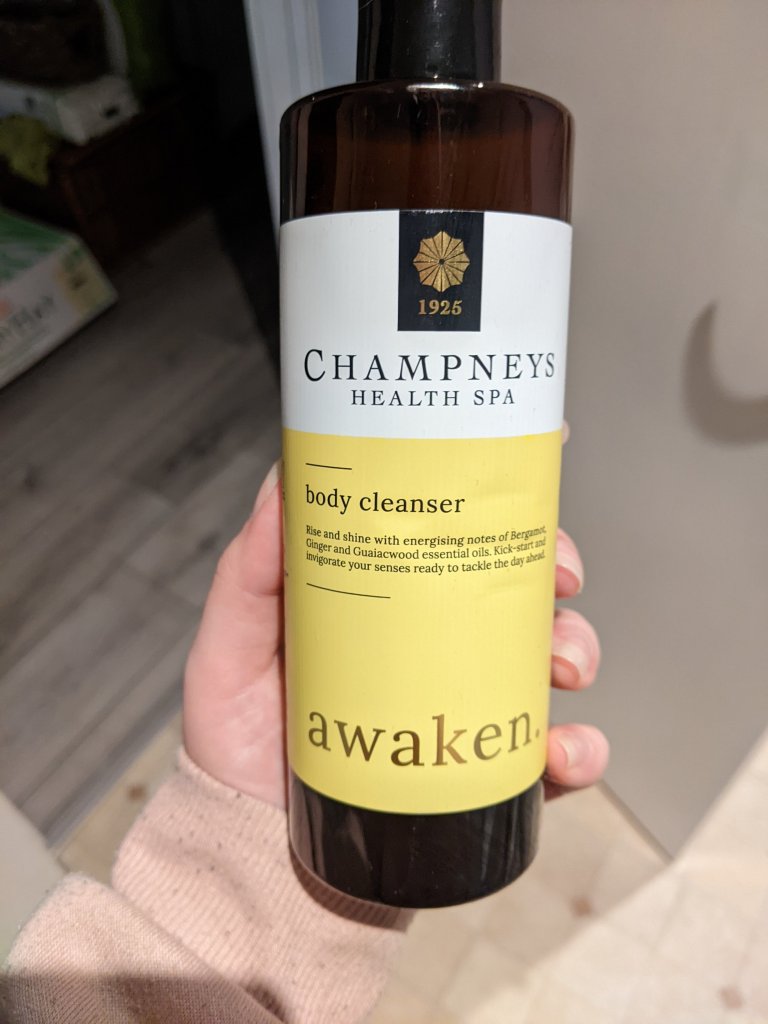 1925
CHAMPNEYS
HEALTH SPA
body cleanser
Rise and shine with energising notes of Bergamot,
Ginger and Guaiacwood essential oils. Kick-start and
invigorate your senses ready to tackle the day ahead.
awaken.